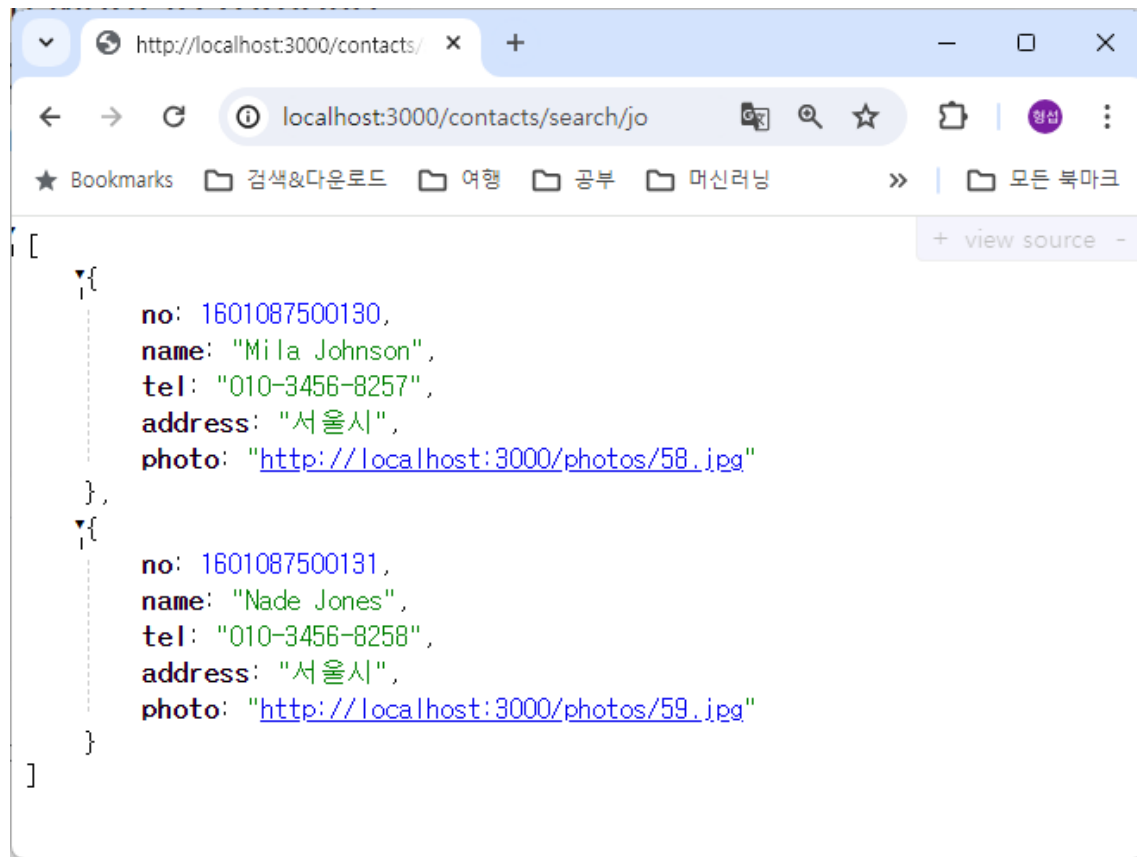 http://localhost:3000/contacts/
localhost:3000/contacts/search/jo
형섭
Bookmarks 검색&다운로드 여행 공부 머신러닝 » 모든 북마크
+ view source -
[
{
no: 1601087500130,
name: "Mila Johnson",
tel: "010-3456-8257",
address: "서울시",
photo: "http://localhost:3000/photos/58.jpg"
},
{
no: 1601087500131,
name: "Nade Jones",
tel: "010-3456-8258",
address: "서울시",
photo: "http://localhost:3000/photos/59.jpg"
}
]